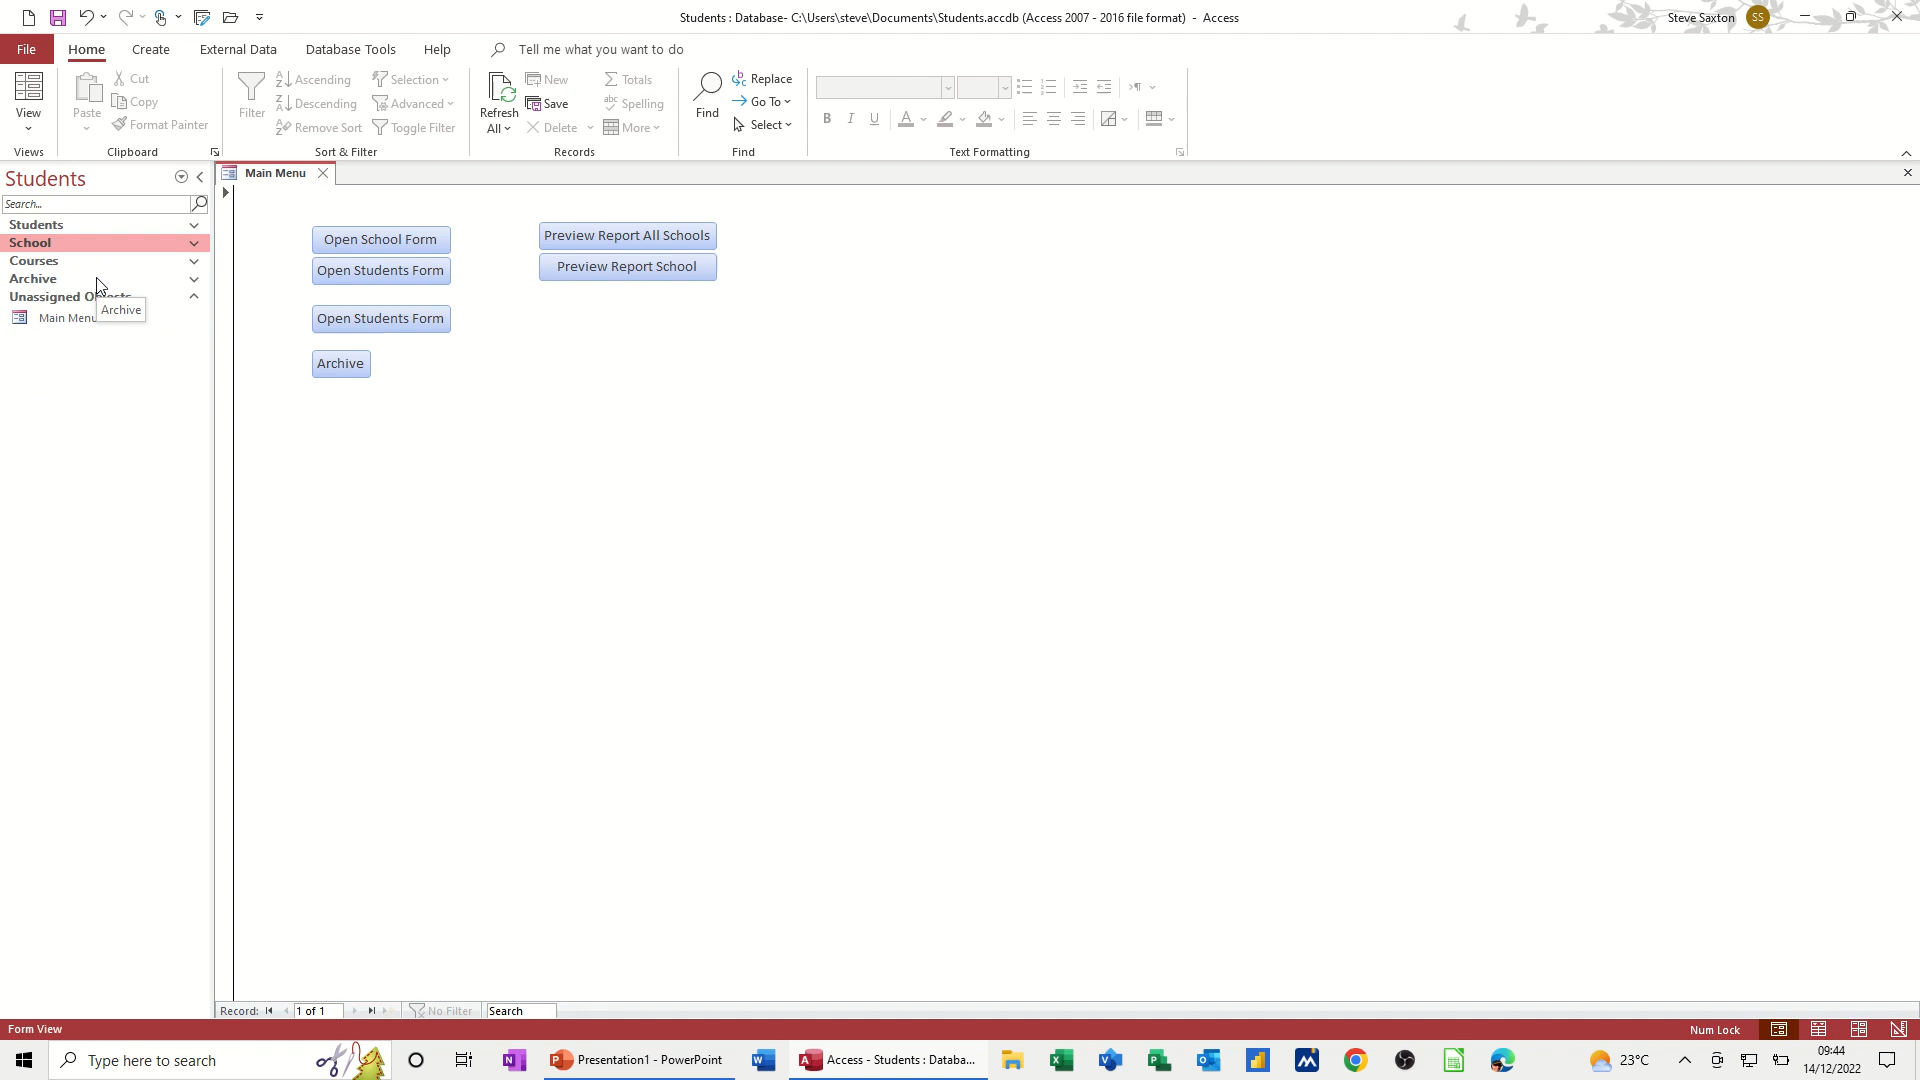 Students : Database- C:\Users\steve\Documents\Students.accdb (Access 2007 - 2016 file format)  -  Access
Steve Saxton
SS
File
Home
Create
External Data
Database Tools
Help
Tell me what you want to do
View
Views
Paste
Cut
Copy
Format Painter
Clipboard
Filter
Ascending
Descending
Remove Sort
Selection
Advanced
Toggle Filter
Sort & Filter
Refresh
All
New
Save
Delete
Totals
Spelling
More
Records
Find
Replace
Go To
Select
Find
B I U A
Text Formatting
Students
Search...
Students
School
Courses
Archive
Unassigned
Main Menu
Archive
Main Menu
Open School Form
Open Students Form
Open Students Form
Archive
Preview Report All Schools
Preview Report School
Record:
1 of 1
No Filter
Search
Form View
Num Lock
Type here to search
Presentation1 - PowerPoint
Access - Students : Databa...
23°C
09:44
14/12/2022